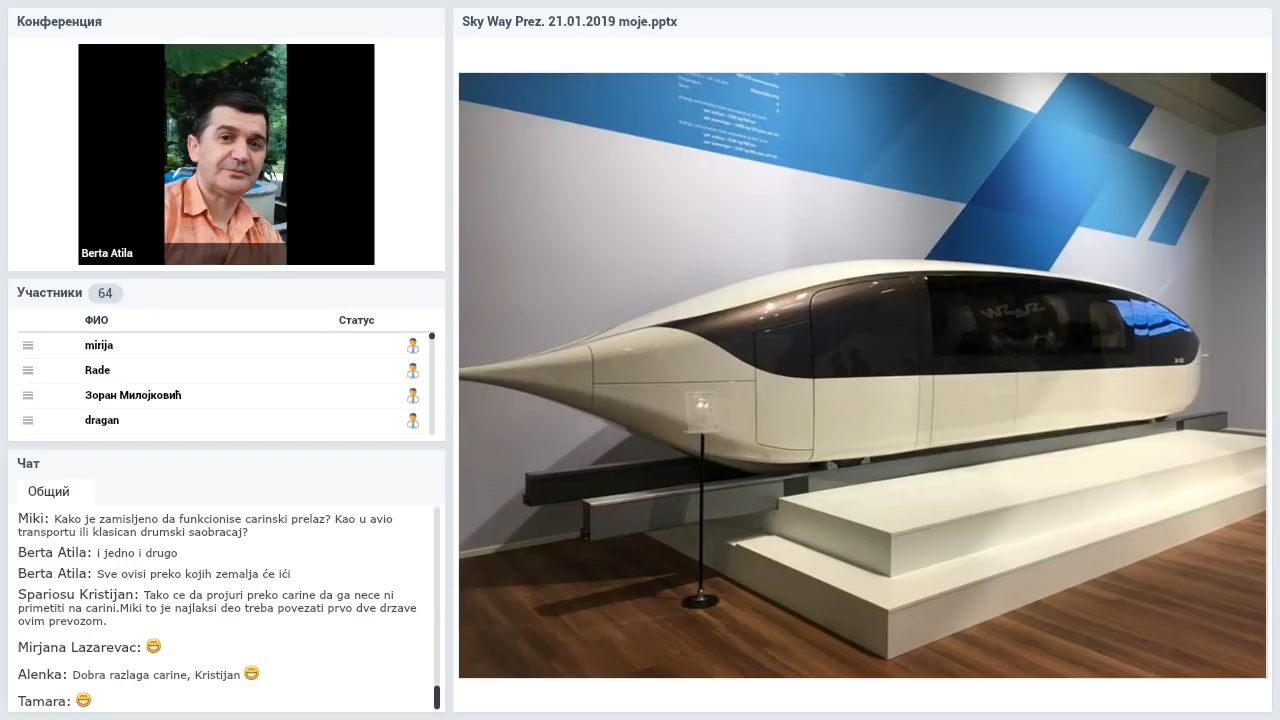 Конференция
Berta Atila
Участники 64
ФИО Статус
mirija
Rade
Зоран Милојковић
dragan
Чат
Общий
Miki: Kako je zamisljeno da funkcionise carinski prelaz? Kao u avio
transportu ili klasican drumski saobracaj?
Berta Atila: i jedno i drugo
Berta Atila: Sve ovisi preko kojih zemalja će ići
Spariosu Kristijan: Tako ce da projuri preko carine da ga nece ni
primetiti na carini.Miki to je najlaksi deo treba povezati prvo dve drzave
ovim prevozom.
Mirjana Lazarevac:
Alenka: Dobra razlaga carine, Kristijan
Tamara:
Sky Way Prez. 21.01.2019 moje.pptx